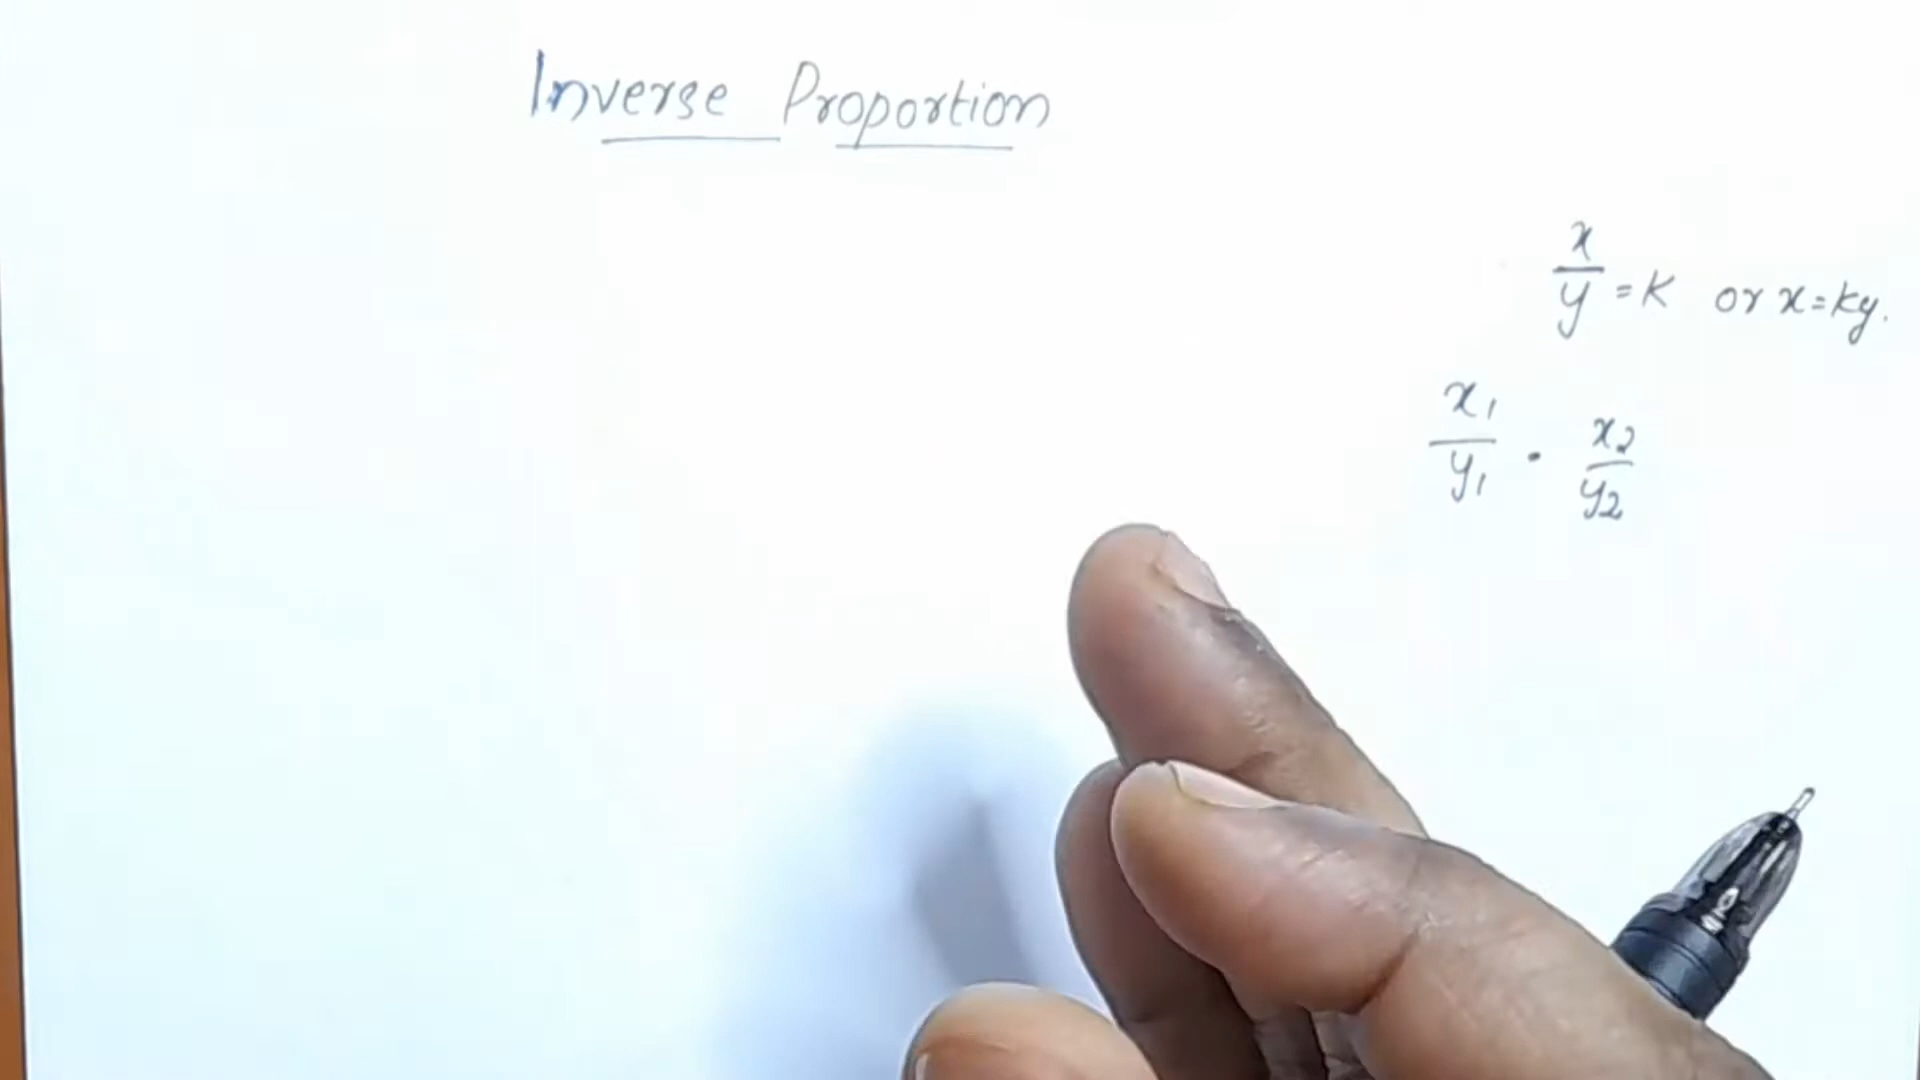 Inverse Proportion
x/y = K or x = ky.
x1/y1 · x2/y2